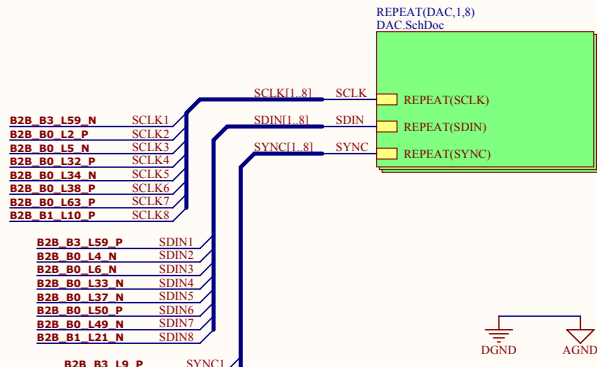 REPEAT(DAC,1,8)
DAC.SchDoc
SCLK[1..8] SCLK REPEAT(SCLK)
SDIN[1..8] SDIN REPEAT(SDIN)
SYNC[1..8] SYNC REPEAT(SYNC)
B2B_B3_L59_N SCLK1
B2B_B0_L2_P SCLK2
B2B_B0_L5_N SCLK3
B2B_B0_L32_P SCLK4
B2B_B0_L34_N SCLK5
B2B_B0_L38_P SCLK6
B2B_B0_L63_P SCLK7
B2B_B1_L10_P SCLK8
B2B_B3_L59_P SDIN1
B2B_B0_L4_N SDIN2
B2B_B0_L6_N SDIN3
B2B_B0_L33_N SDIN4
B2B_B0_L37_N SDIN5
B2B_B0_L50_P SDIN6
B2B_B0_L49_N SDIN7
B2B_B1_L21_N SDIN8
B2B_B3_L9_P SYNC1
DGND AGND